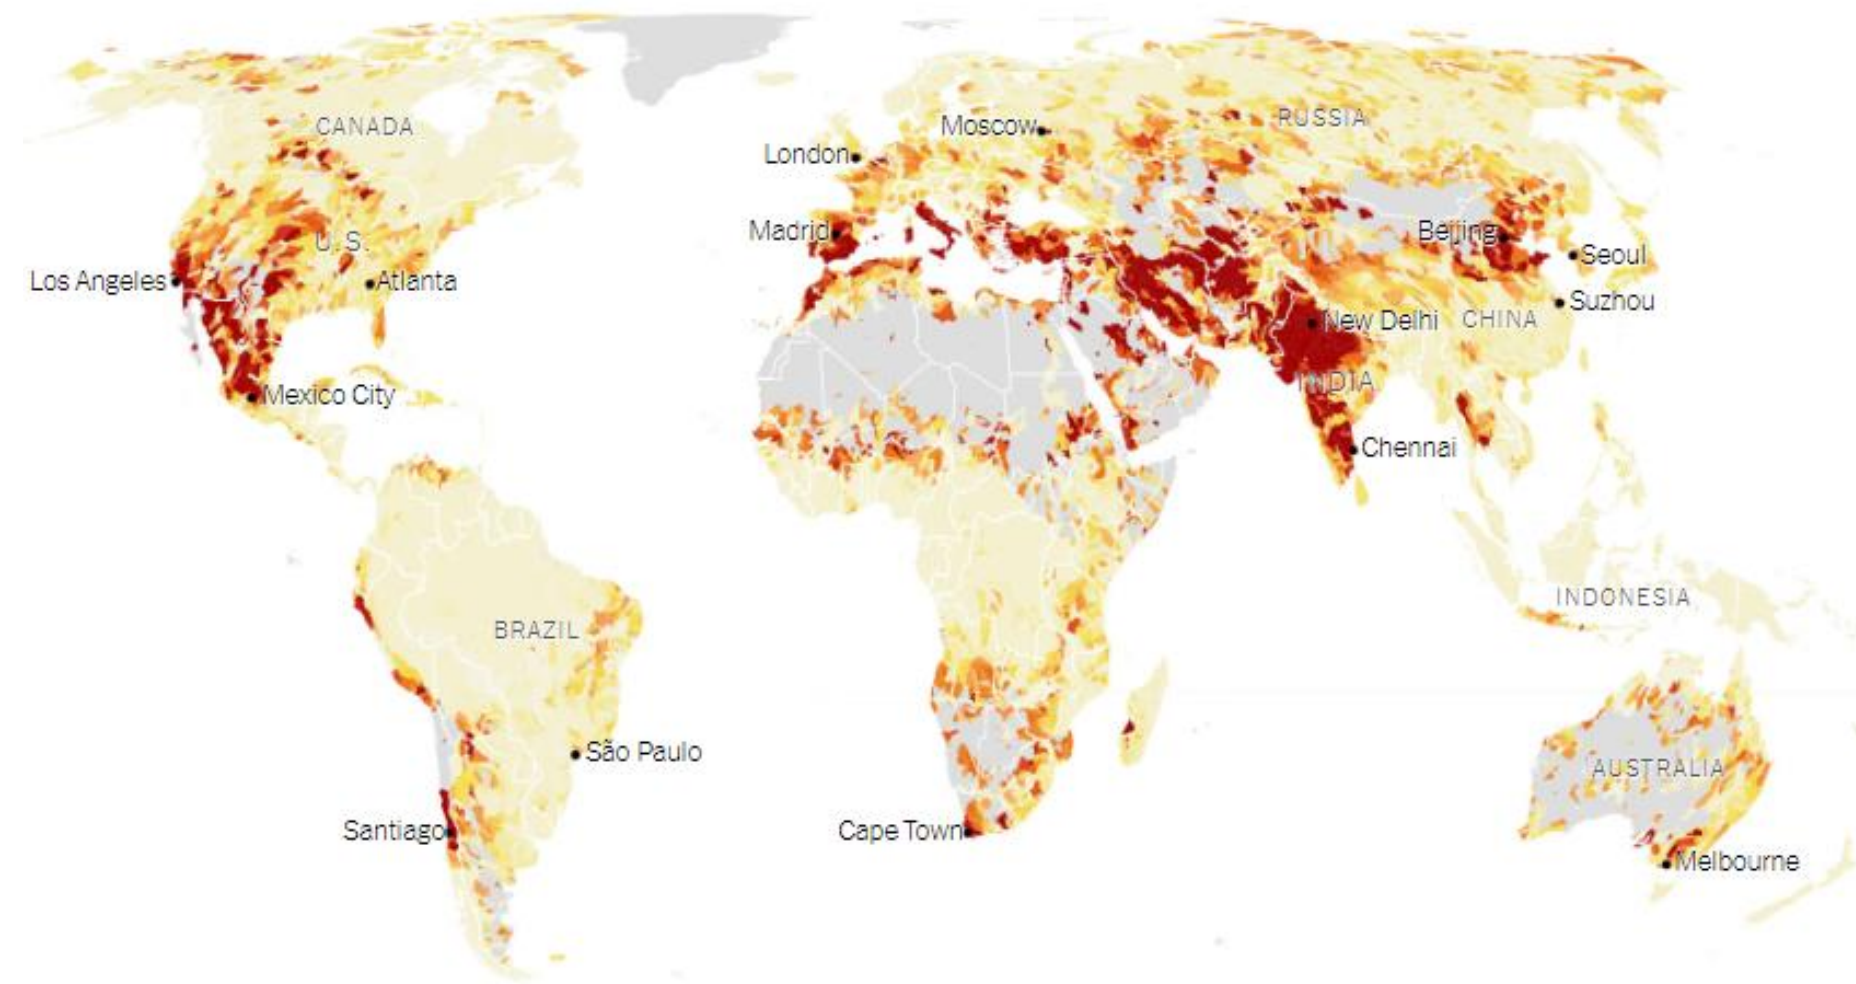 CANADA
RUSSIA
Moscow
London
Madrid
U.S.
Beijing
Seoul
Los Angeles
Atlanta
Suzhou
New Delhi
CHINA
INDIA
Mexico City
Chennai
INDONESIA
BRAZIL
São Paulo
AUSTRALIA
Santiago
Cape Town
Melbourne